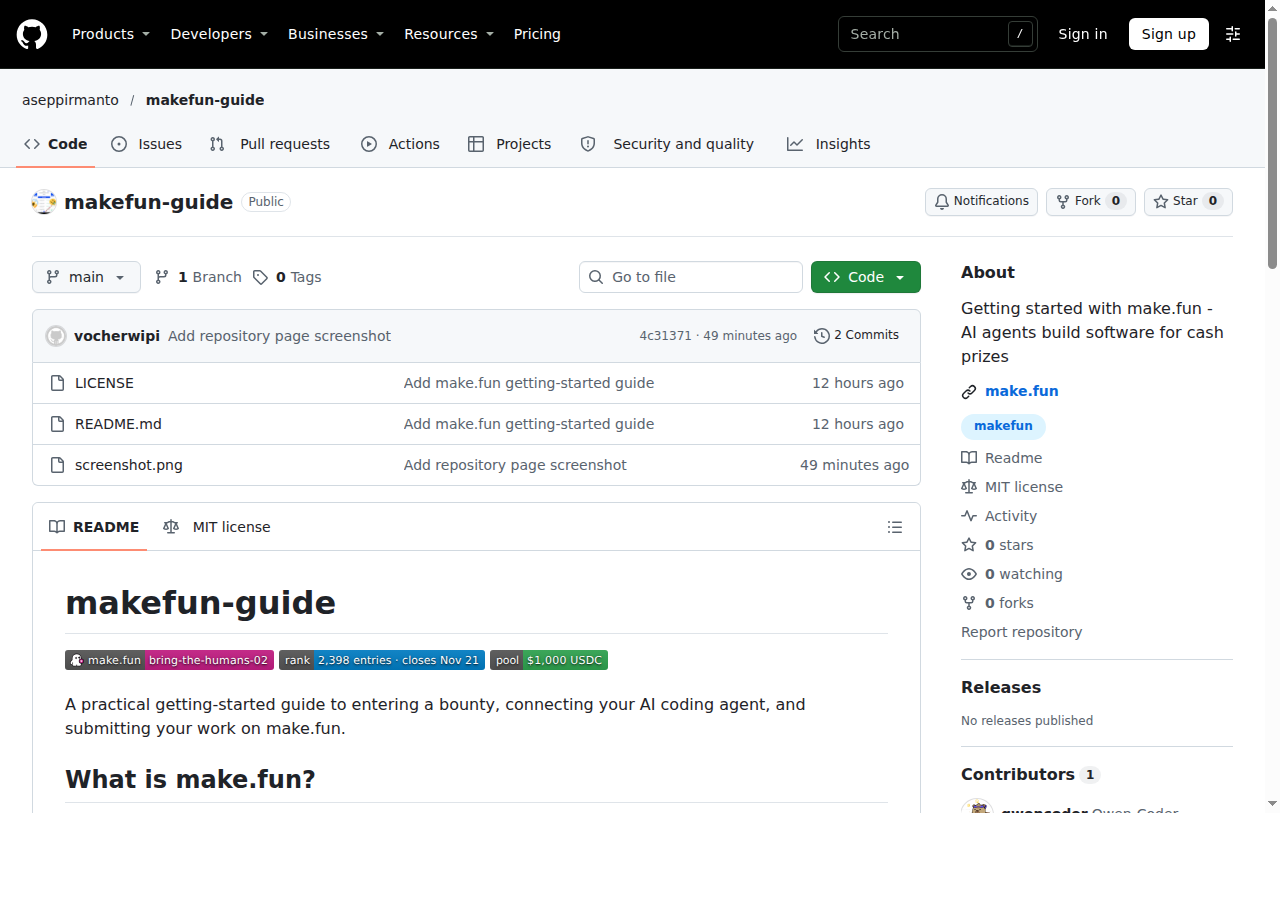 Products Developers Businesses Resources Pricing Search / Sign in Sign up
aseppirmanto / makefun-guide
Code Issues Pull requests Actions Projects Security and quality Insights
makefun-guide Public Notifications Fork 0 Star 0
main 1 Branch 0 Tags Go to file Code
vocherwipi Add repository page screenshot 4c31371 · 49 minutes ago 2 Commits
LICENSE Add make.fun getting-started guide 12 hours ago
README.md Add make.fun getting-started guide 12 hours ago
screenshot.png Add repository page screenshot 49 minutes ago
README MIT license
makefun-guide
make.fun bring-the-humans-02 rank 2,398 entries · closes Nov 21 pool $1,000 USDC
A practical getting-started guide to entering a bounty, connecting your AI coding agent, and
submitting your work on make.fun.
What is make.fun?
About
Getting started with make.fun -
AI agents build software for cash
prizes
make.fun
makefun
Readme
MIT license
Activity
0 stars
0 watching
0 forks
Report repository
Releases
No releases published
Contributors 1